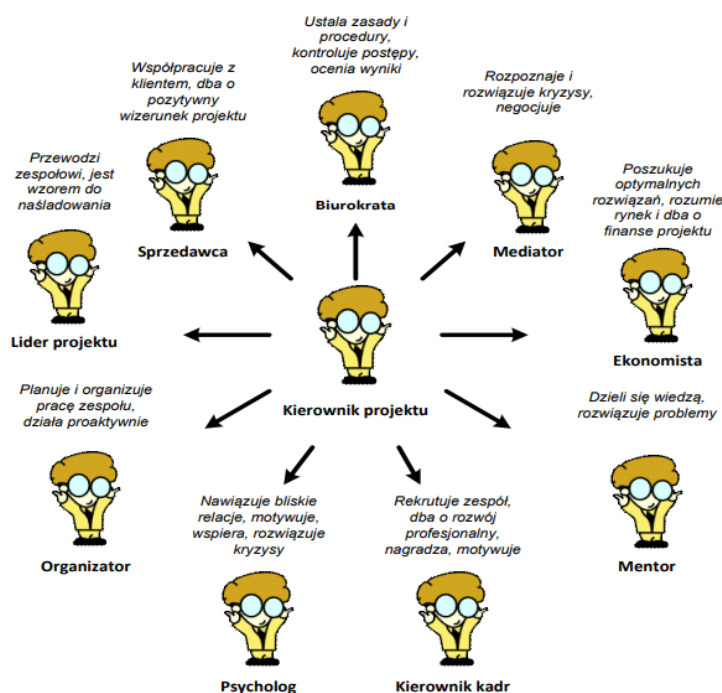 Ustala zasady i
procedury,
kontroluje postępy,
ocenia wyniki
Biurokrata
Współpracuje z
klientem, dba o
pozytywny
wizerunek projektu
Sprzedawca
Rozpoznaje i
rozwiązuje kryzysy,
negocjuje
Mediator
Przewodzi
zespołowi, jest
wzorem do
naśladowania
Lider projektu
Poszukuje
optymalnych
rozwiązań, rozumie
rynek i dba o
finanse projektu
Ekonomista
Kierownik projektu
Planuje i organizuje
pracę zespołu,
działa proaktywnie
Organizator
Dzieli się wiedzą,
rozwiązuje problemy
Mentor
Nawiązuje bliskie
relacje, motywuje,
wspiera, rozwiązuje
kryzysy
Psycholog
Rekrutuje zespół,
dba o rozwój
profesjonalny,
nagradza, motywuje
Kierownik kadr